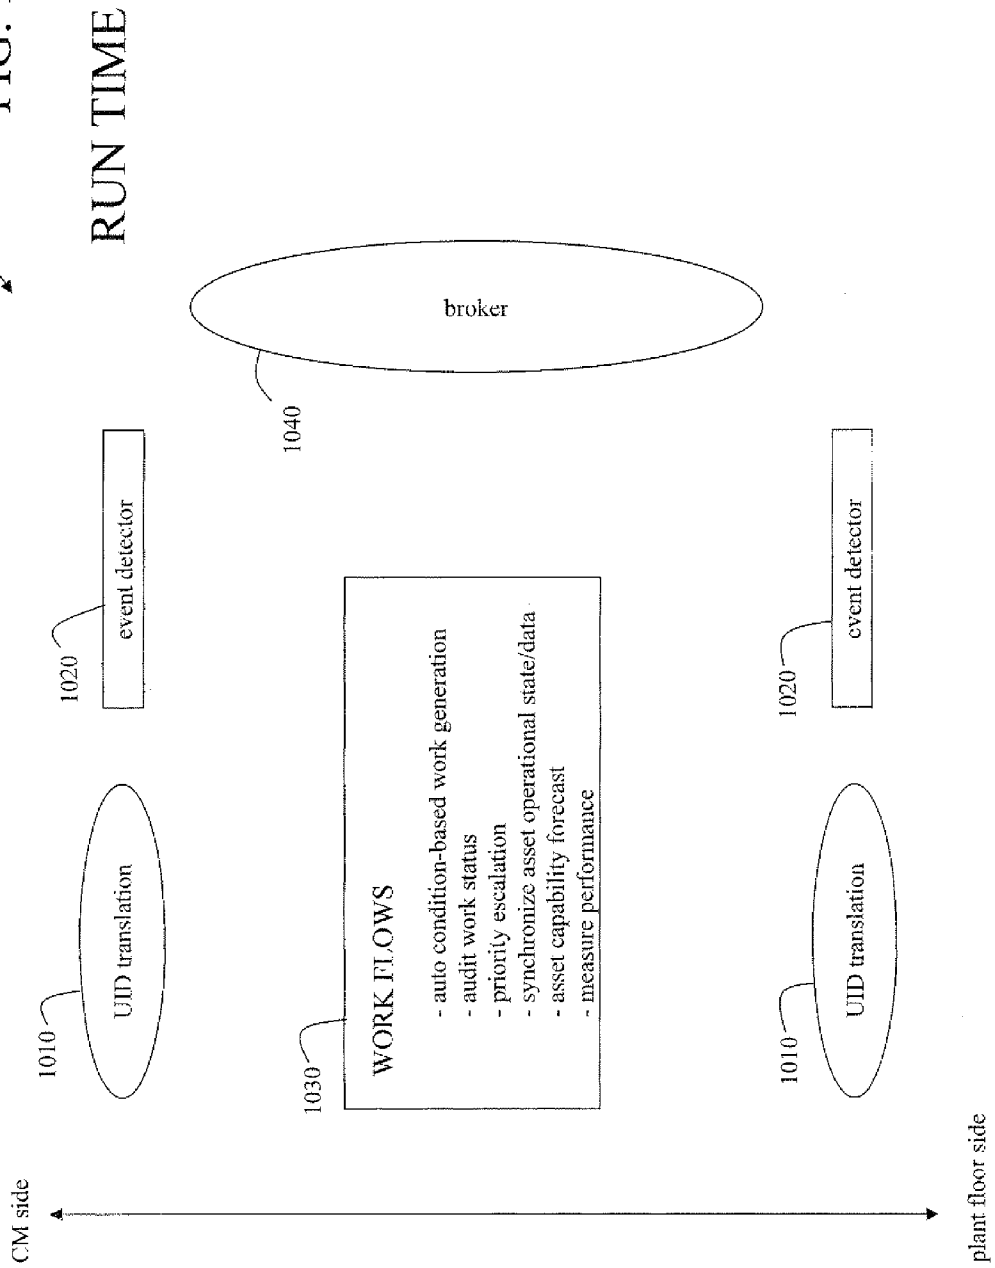 FIG.
RUN TIME
CM side
1010
UID translation
1020
event detector
1030
WORK FLOWS
- auto condition-based work generation
- audit work status
- priority escalation
- synchronize asset operational state/data
- asset capability forecast
- measure performance
1040
broker
1010
UID translation
1020
event detector
plant floor side